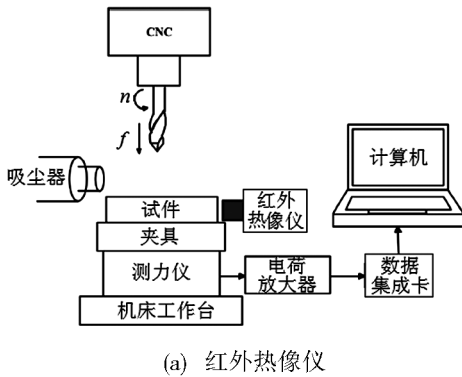 CNC
n
f
吸尘器
试件
红外
热像仪
夹具
测力仪
电荷
放大器
数据
集成卡
计算机
机床工作台
(a) 红外热像仪